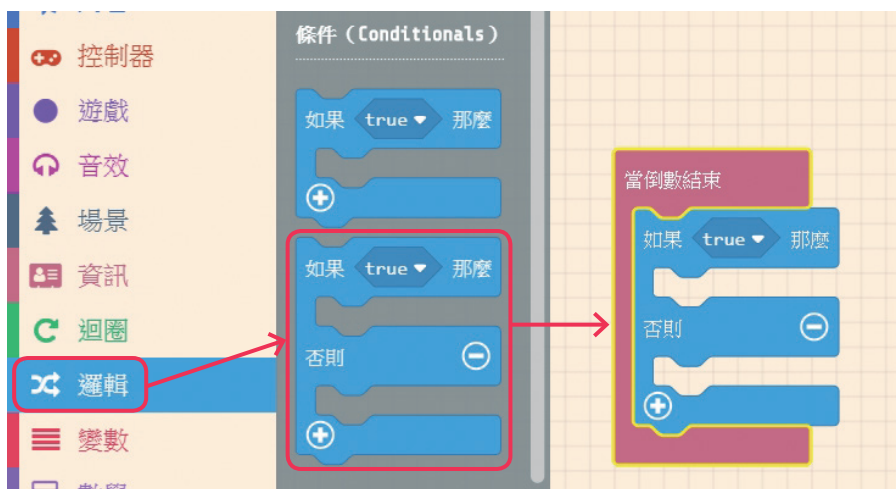 控制器
遊戲
音效
場景
資訊
迴圈
邏輯
變數
條件（Conditionals）
如果 true 那麼
如果 true 那麼
否則
當倒數結束
如果 true 那麼
否則